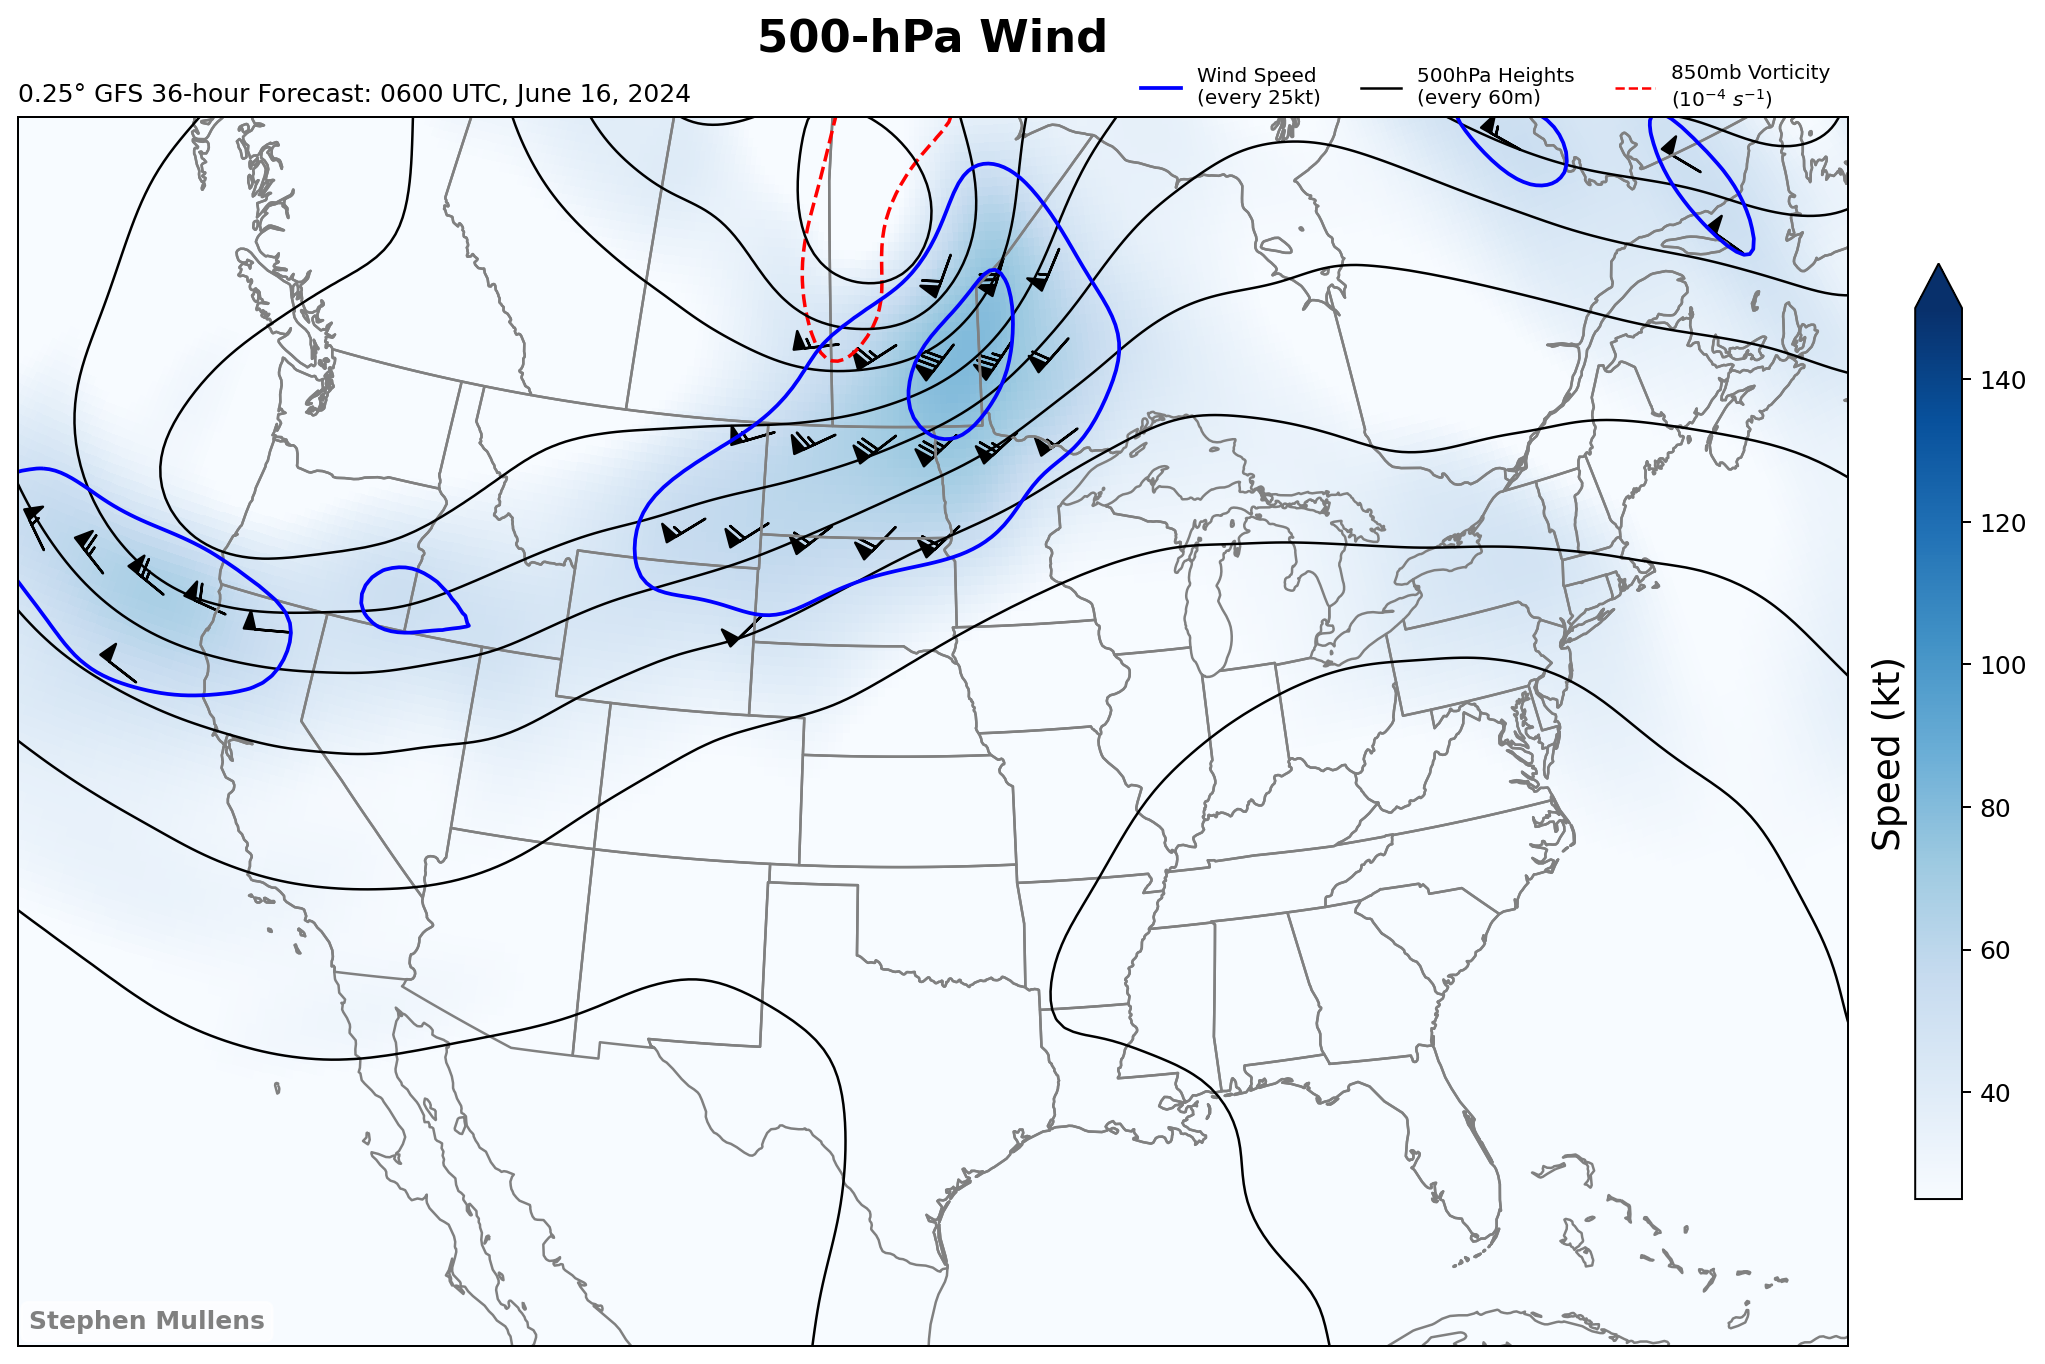 500-hPa Wind
0.25° GFS 36-hour Forecast: 0600 UTC, June 16, 2024
Wind Speed
(every 25kt)
500hPa Heights
(every 60m)
850mb Vorticity
(10⁻⁴ s⁻¹)
140
120
100
80
60
40
Speed (kt)
Stephen Mullens